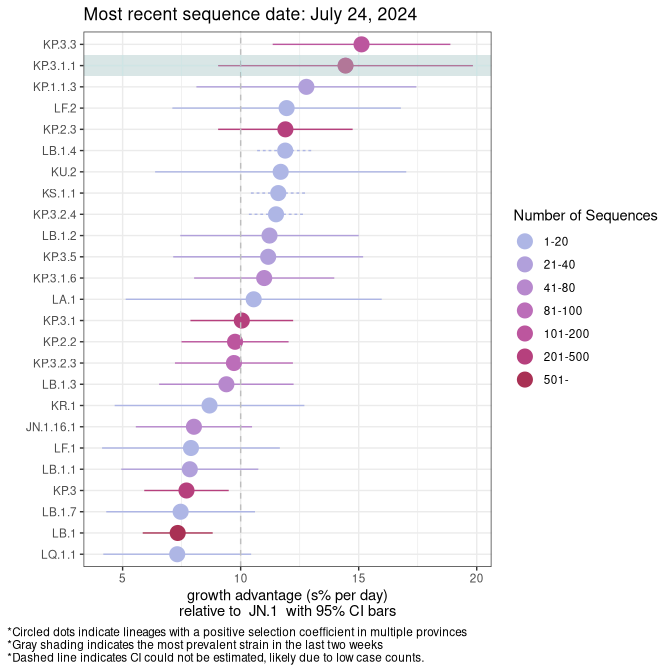 Most recent sequence date: July 24, 2024
KP.3.3
KP.3.1.1
KP.1.1.3
LF.2
KP.2.3
LB.1.4
KU.2
KS.1.1
KP.3.2.4
LB.1.2
KP.3.5
KP.3.1.6
LA.1
KP.3.1
KP.2.2
KP.3.2.3
LB.1.3
KR.1
JN.1.16.1
LF.1
LB.1.1
KP.3
LB.1.7
LB.1
LQ.1.1
5 10 15 20
growth advantage (s% per day)
relative to JN.1 with 95% CI bars
Number of Sequences
1-20
21-40
41-80
81-100
101-200
201-500
501-
*Circled dots indicate lineages with a positive selection coefficient in multiple provinces
*Gray shading indicates the most prevalent strain in the last two weeks
*Dashed line indicates CI could not be estimated, likely due to low case counts.